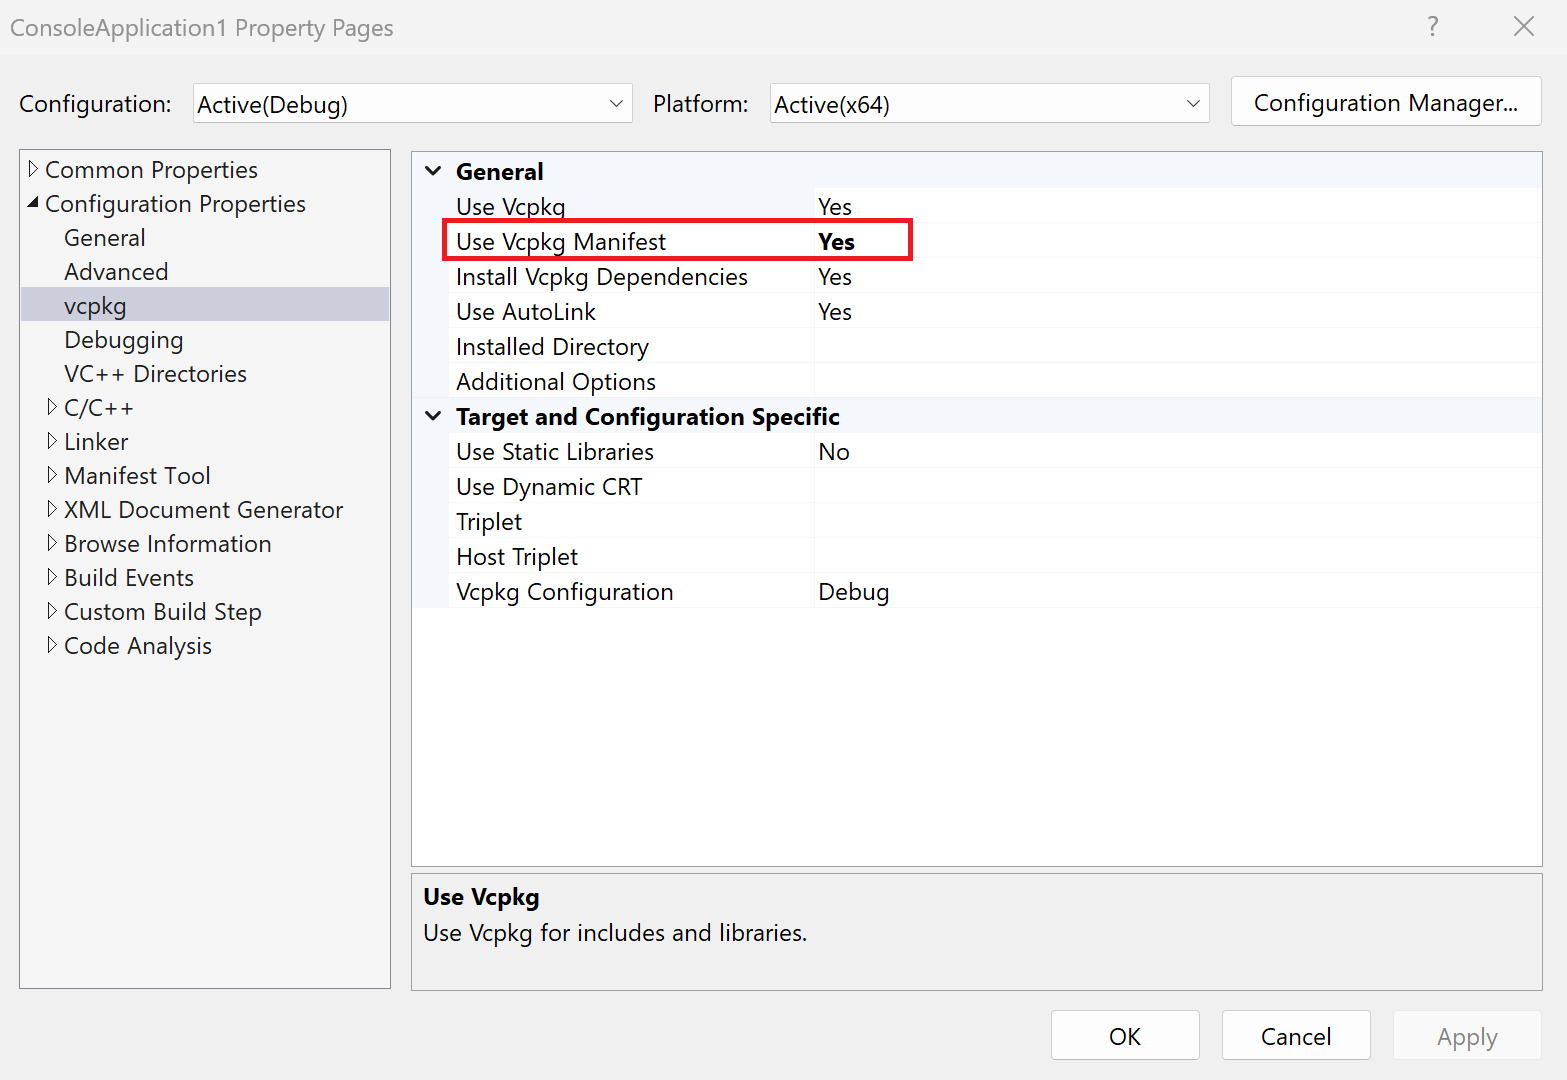 ConsoleApplication1 Property Pages ?
Configuration: Active(Debug) Platform: Active(x64) Configuration Manager...
Common Properties
Configuration Properties
General
Advanced
vcpkg
Debugging
VC++ Directories
C/C++
Linker
Manifest Tool
XML Document Generator
Browse Information
Build Events
Custom Build Step
Code Analysis
General
Use Vcpkg Yes
Use Vcpkg Manifest Yes
Install Vcpkg Dependencies Yes
Use AutoLink Yes
Installed Directory
Additional Options
Target and Configuration Specific
Use Static Libraries No
Use Dynamic CRT
Triplet
Host Triplet
Vcpkg Configuration Debug
Use Vcpkg
Use Vcpkg for includes and libraries.
OK Cancel Apply